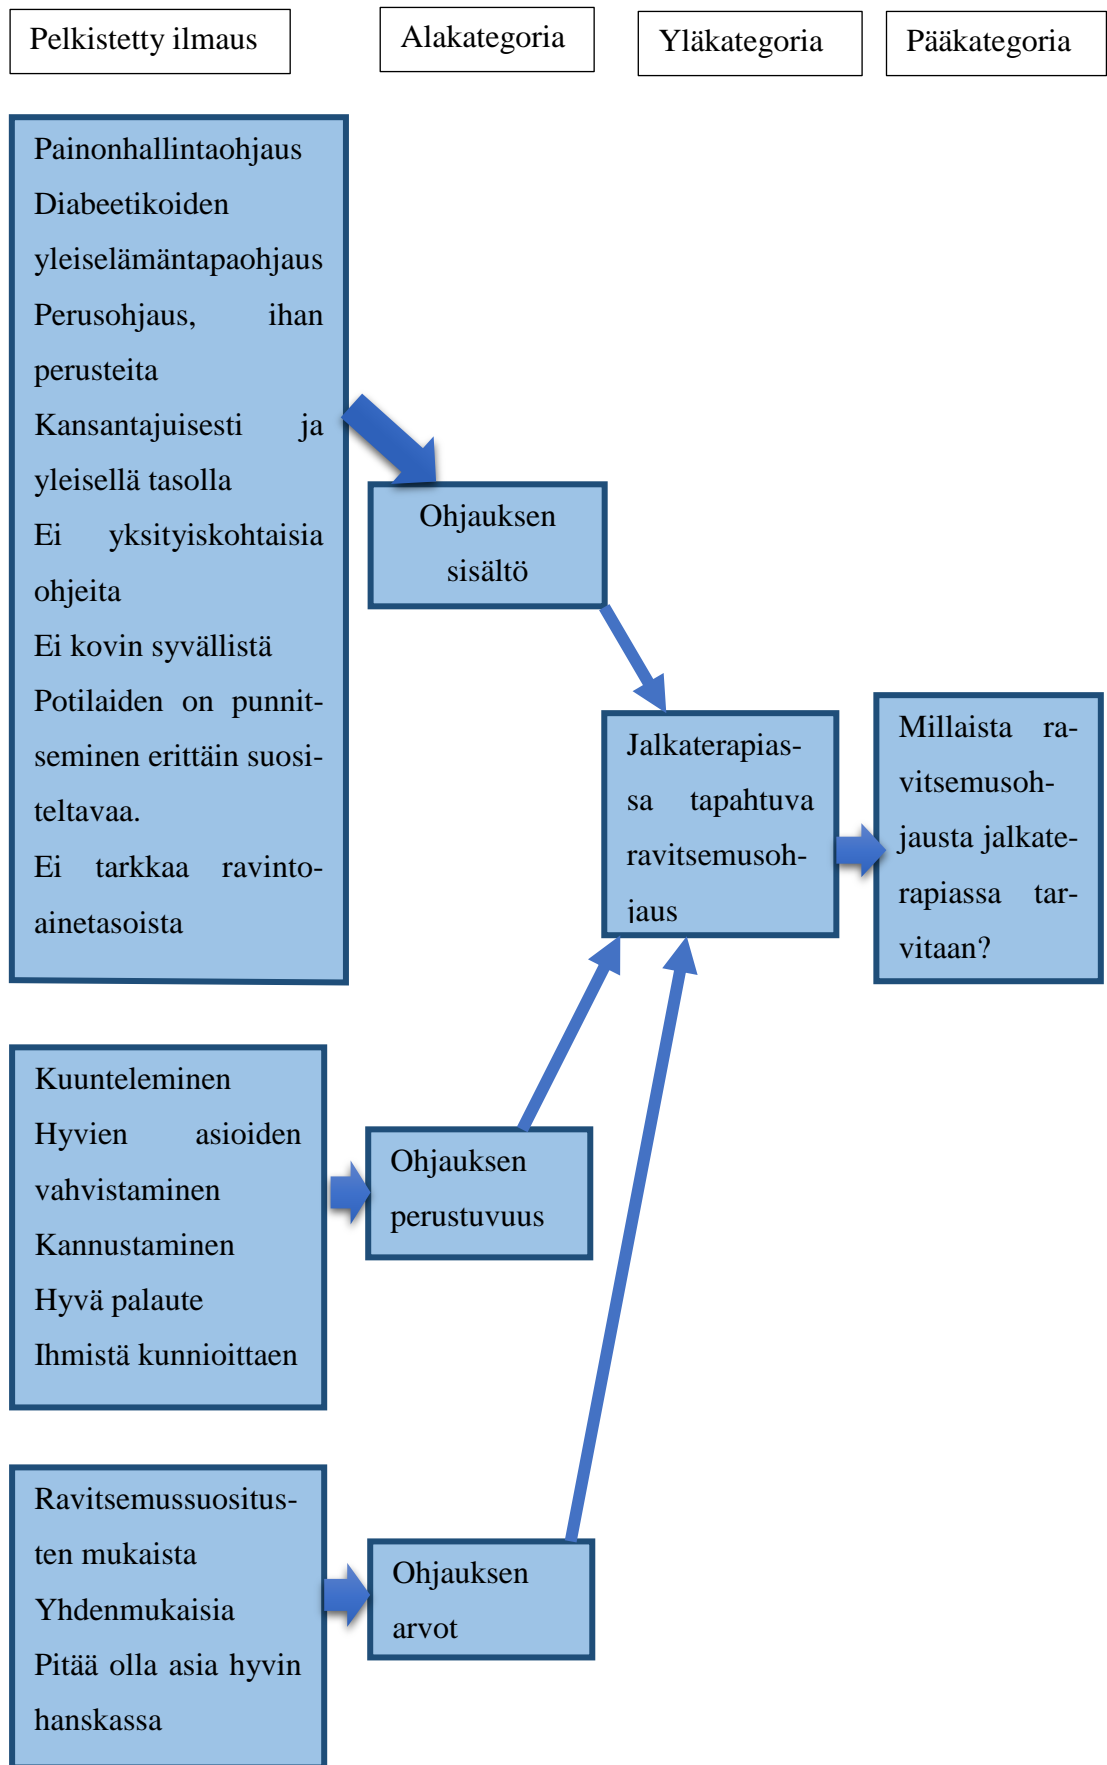 Pelkistetty ilmaus
Alakategoria
Yläkategoria
Pääkategoria
Painonhallintaohjaus
Diabeetikoiden
yleiselämäntapaohjaus
Perusohjaus, ihan
perusteita
Kansantajuisesti ja
yleisellä tasolla
Ei yksityiskohtaisia
ohjeita
Ei kovin syvällistä
Potilaiden on punnit-
seminen erittäin suosi-
teltavaa.
Ei tarkkaa ravinto-
ainetasoista
Ohjauksen
sisältö
Jalkaterapias-
sa tapahtuva
ravitsemusoh-
jaus
Millaista ra-
vitsemusoh-
jausta jalkate-
rapiassa tar-
vitaan?
Kuunteleminen
Hyvien asioiden
vahvistaminen
Kannustaminen
Hyvä palaute
Ihmistä kunnioittaen
Ohjauksen
perustuvuus
Ravitsemussuositus-
ten mukaista
Yhdenmukaisia
Pitää olla asia hyvin
hanskassa
Ohjauksen
arvot